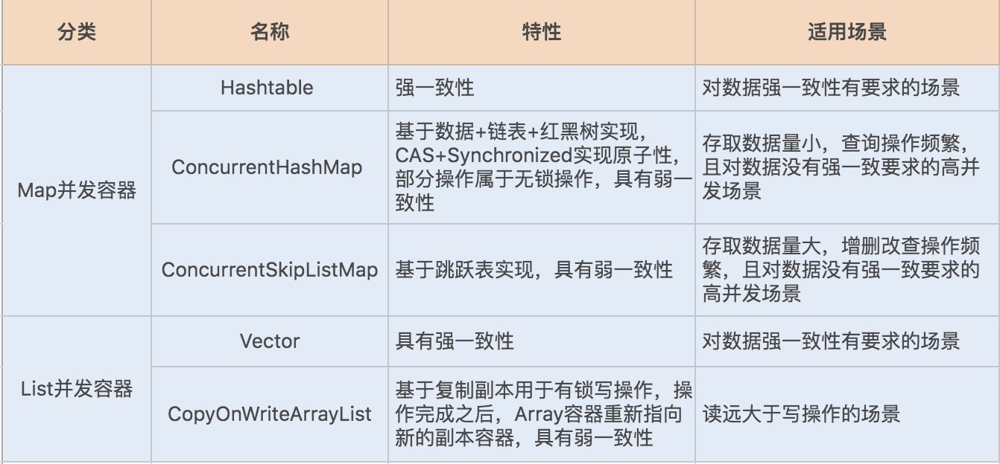 分类 名称 特性 适用场景
Map并发容器
Hashtable
强一致性
对数据强一致性有要求的场景
ConcurrentHashMap
基于数据+链表+红黑树实现，
CAS+Synchronized实现原子性，
部分操作属于无锁操作，具有弱一
致性
存取数据量小，查询操作频繁，
且对数据没有强一致要求的高并
发场景
ConcurrentSkipListMap
基于跳跃表实现，具有弱一致性
存取数据量大，增删改查操作频
繁，且对数据没有强一致要求的
高并发场景
List并发容器
Vector
具有强一致性
对数据强一致性有要求的场景
CopyOnWriteArrayList
基于复制副本用于有锁写操作，操
作完成之后，Array容器重新指向
新的副本容器，具有弱一致性
读远大于写操作的场景